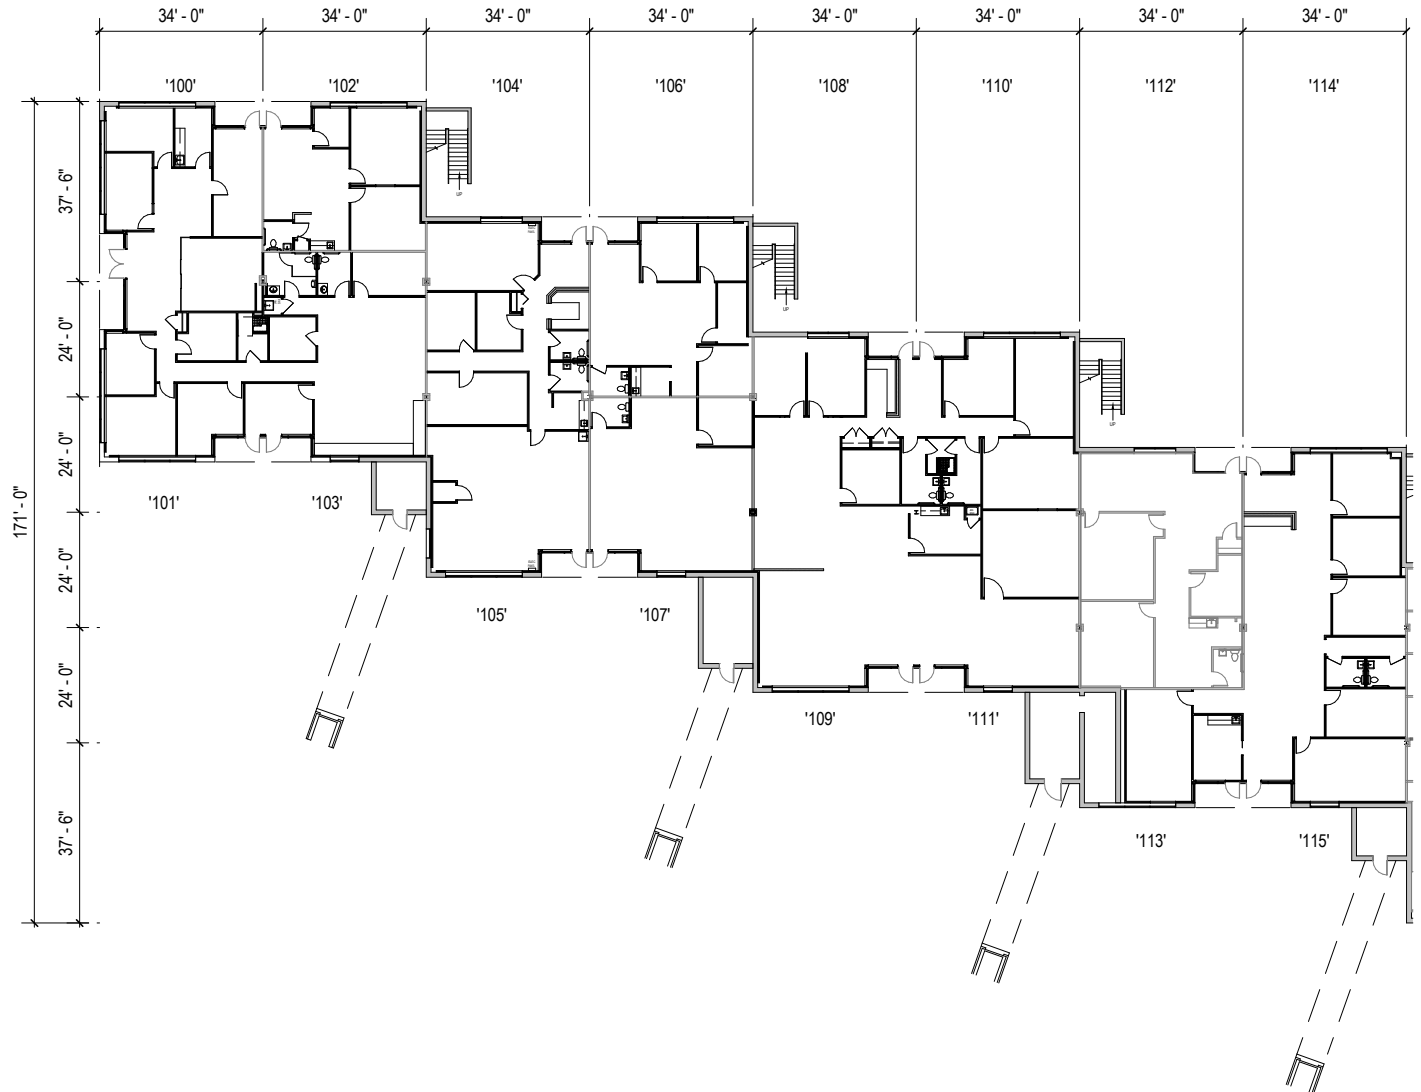 34' - 0" 34' - 0" 34' - 0" 34' - 0" 34' - 0" 34' - 0" 34' - 0" 34' - 0"
'100' '102' '104' '106' '108' '110' '112' '114'
37' - 6"
UP
UP
24' - 0"
UP
24' - 0"
'101' '103'
171' - 0"
24' - 0"
'105' '107'
24' - 0"
'109' '111'
37' - 6"
'113' '115'